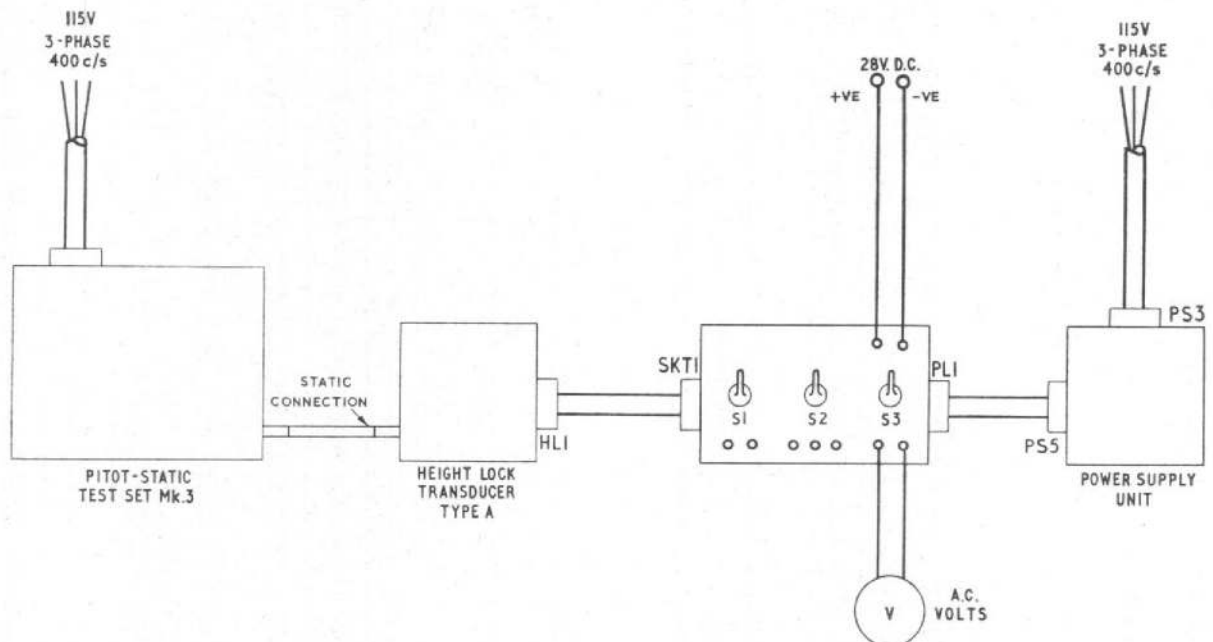 115V
3-PHASE
400 c/s
28V. D.C.
+VE
-VE
115V
3-PHASE
400 c/s
PS3
STATIC
CONNECTION
SKT1
PL1
S1
S2
S3
HL1
PS5
PITOT-STATIC
TEST SET Mk.3
HEIGHT LOCK
TRANSDUCER
TYPE A
POWER SUPPLY
UNIT
V
A.C.
VOLTS